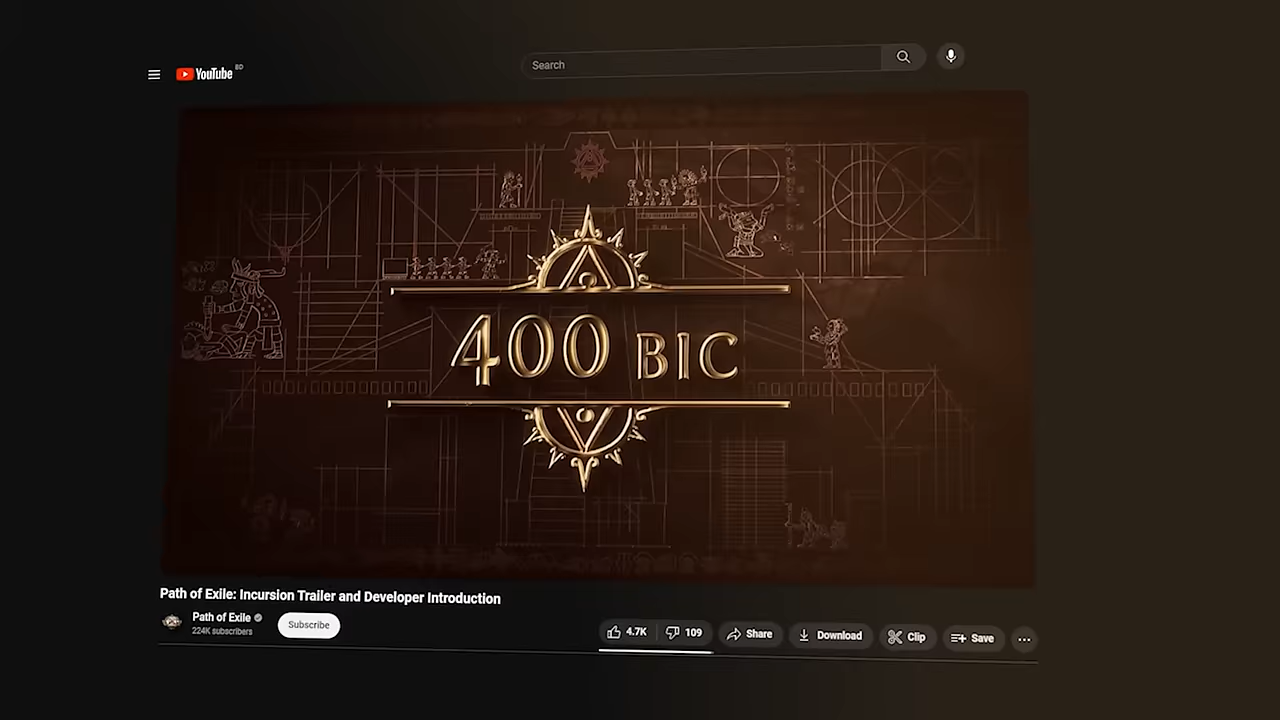 YouTube BD
Search
400 BIC
Path of Exile: Incursion Trailer and Developer Introduction
Path of Exile
224K subscribers
Subscribe
4.7K
109
Share
Download
Clip
Save